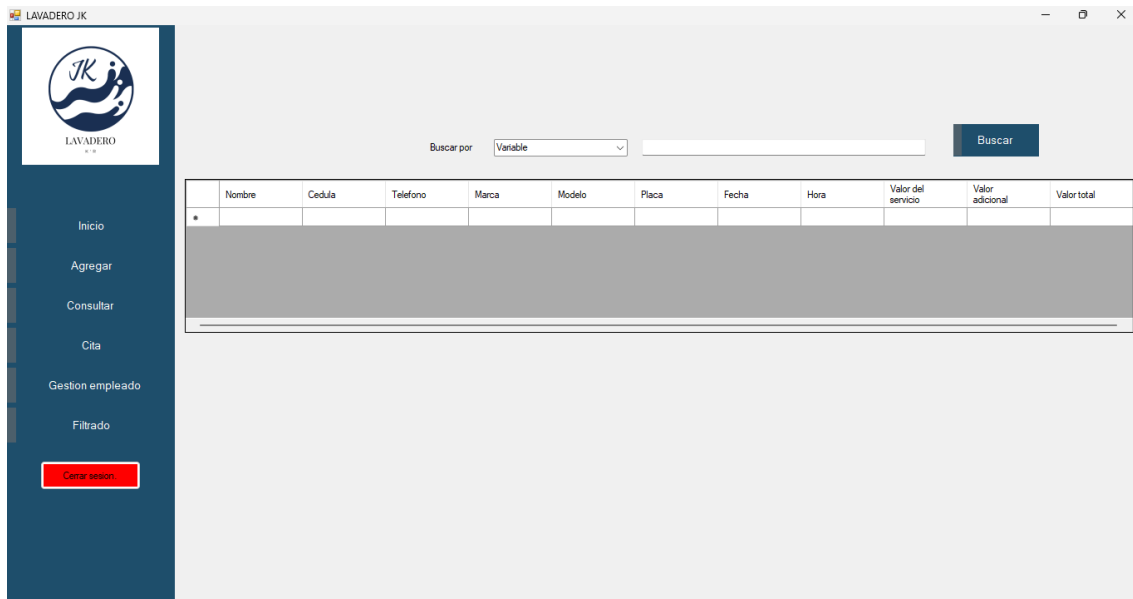 LAVADERO JK
JK
LAVADERO
Buscar por
Variable
Buscar
Nombre
Cedula
Telefono
Marca
Modelo
Placa
Fecha
Hora
Valor del
servicio
Valor
adicional
Valor total
Inicio
Agregar
Consultar
Cita
Gestion empleado
Filtrado
Cerrar sesion.